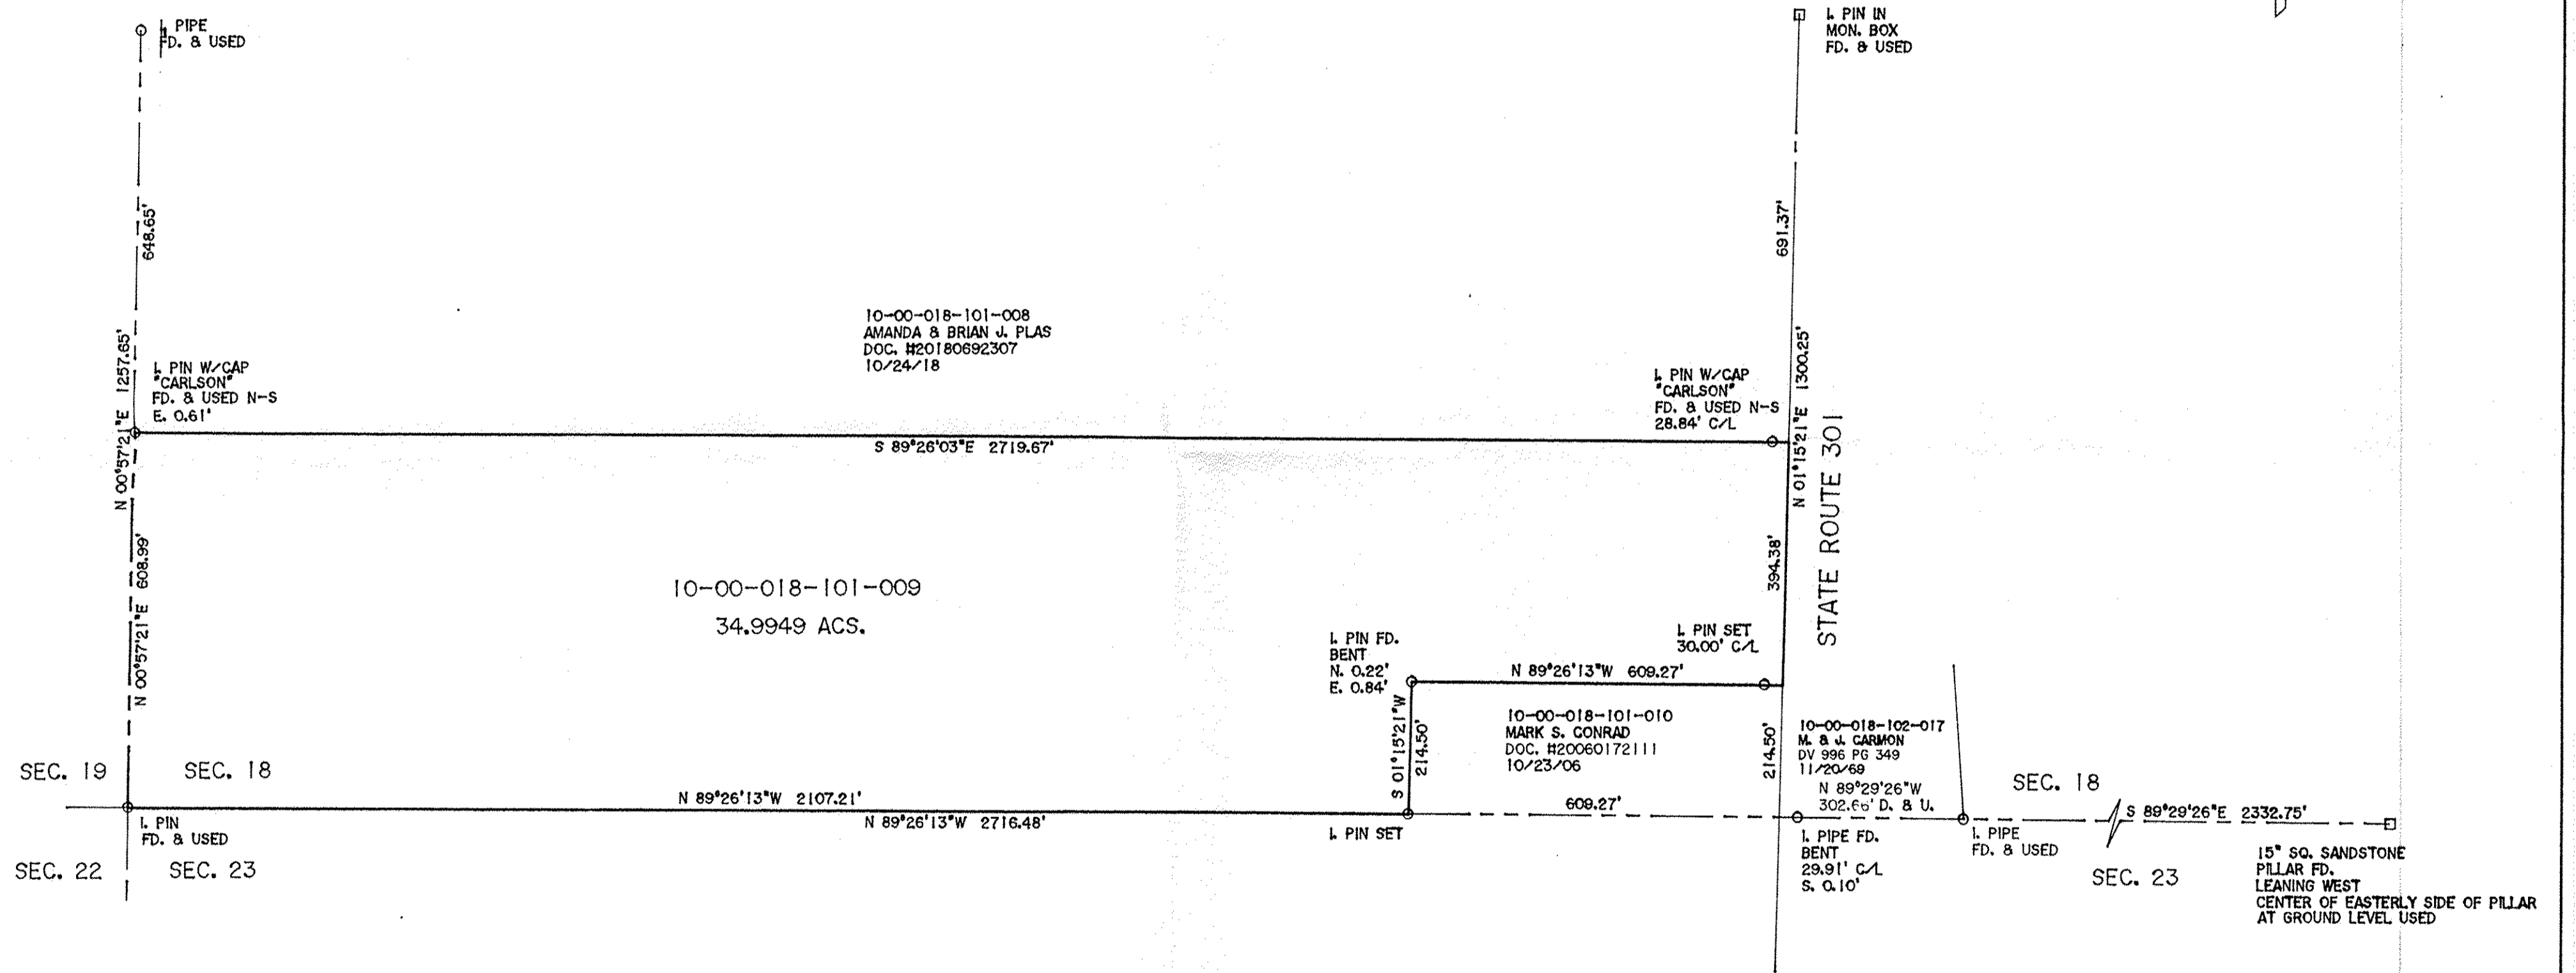 I. PIPE
FD. & USED
I. PIN IN
MON. BOX
FD. & USED
648.65'
691.37'
N 00°57'21"E 1257.65'
N 01°15'21"E 1300.25'
10-00-018-101-008
AMANDA & BRIAN J. PLAS
DOC. #20180692307
10/24/18
I. PIN W/CAP
"CARLSON"
FD. & USED N-S
E. 0.61'
I. PIN W/CAP
"CARLSON"
FD. & USED N-S
28.84' C/L
S 89°26'03"E 2719.67'
STATE ROUTE 301
N 00°57'21"E 608.99'
394.38'
10-00-018-101-009
34.9949 ACS.
I. PIN FD.
BENT
N. 0.22'
E. 0.84'
I. PIN SET
30.00' C/L
N 89°26'13"W 609.27'
S 01°15'21"W
214.50'
10-00-018-101-010
MARK S. CONRAD
DOC. #20060172111
10/23/06
214.50'
10-00-018-102-017
M. & J. CARMON
DV 996 PG 349
11/20/69
N 89°29'26"W
302.66' D. & U.
SEC. 19
SEC. 18
SEC. 18
N 89°26'13"W 2107.21'
609.27'
S 89°29'26"E 2332.75'
N 89°26'13"W 2716.48'
I. PIN
FD. & USED
I. PIN SET
I. PIPE FD.
BENT
29.91' C/L
S. 0.10'
I. PIPE
FD. & USED
SEC. 22
SEC. 23
SEC. 23
15" SQ. SANDSTONE
PILLAR FD.
LEANING WEST
CENTER OF EASTERLY SIDE OF PILLAR
AT GROUND LEVEL USED